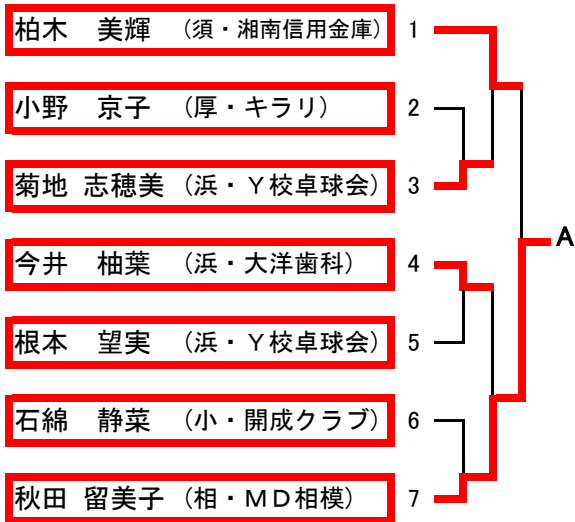 柏木　美輝　（須・湘南信用金庫） 1
小野　京子　（厚・キラリ） 2
菊地　志穂美　（浜・Ｙ校卓球会） 3
A
今井　柚葉　（浜・大洋歯科） 4
根本　望実　（浜・Ｙ校卓球会） 5
石綿　静菜　（小・開成クラブ） 6
秋田　留美子　（相・ＭＤ相模） 7